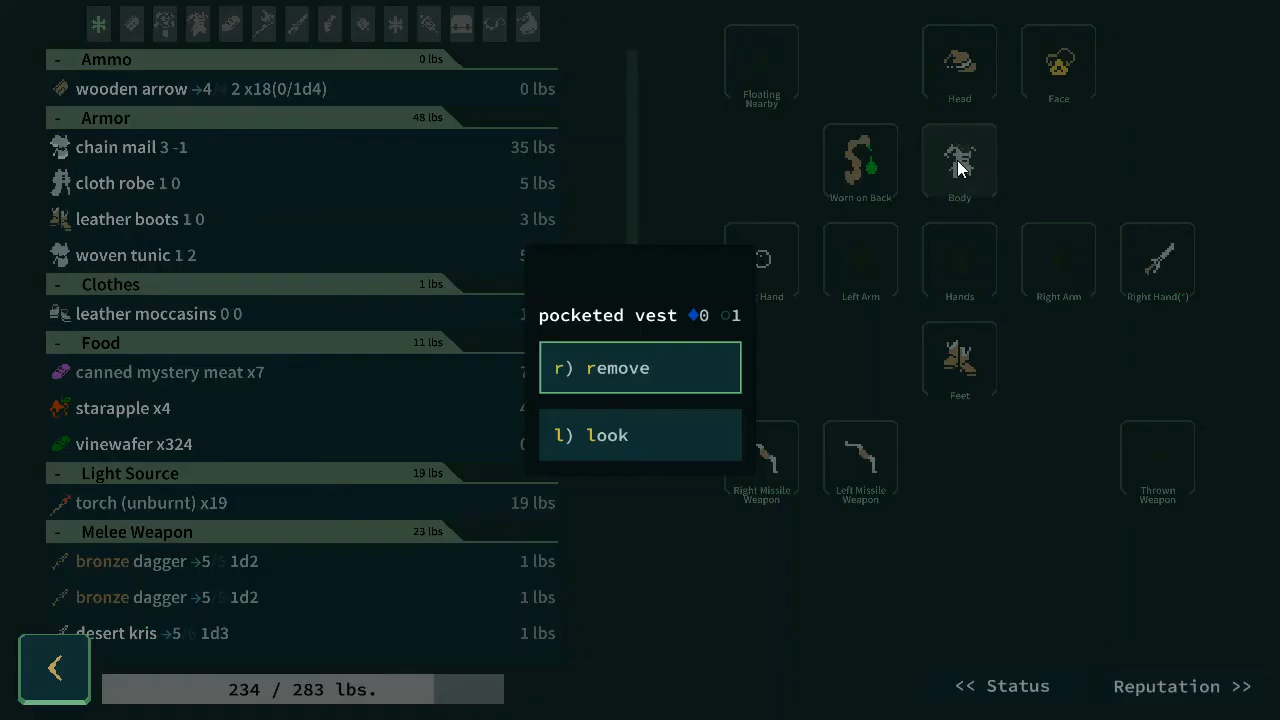 - Ammo 0 lbs
wooden arrow →4 2 x18(0/1d4) 0 lbs
- Armor 48 lbs
chain mail 3 -1 35 lbs
cloth robe 1 0 5 lbs
leather boots 1 0 3 lbs
woven tunic 1 2
- Clothes 1 lbs
leather moccasins 0 0
- Food 11 lbs
canned mystery meat x7
starapple x4
vinewafer x324
- Light Source 19 lbs
torch (unburnt) x19 19 lbs
- Melee Weapon 23 lbs
bronze dagger →5 1d2 1 lbs
bronze dagger →5 1d2 1 lbs
desert kris →5 1d3 1 lbs
234 / 283 lbs.
pocketed vest ♦0 ○1
r) remove
l) look
Floating
Nearby
Head
Face
Worn on Back
Body
Hand
Left Arm
Hands
Right Arm
Right Hand(*)
Feet
Right Missile
Weapon
Left Missile
Weapon
Thrown
Weapon
<< Status
Reputation >>